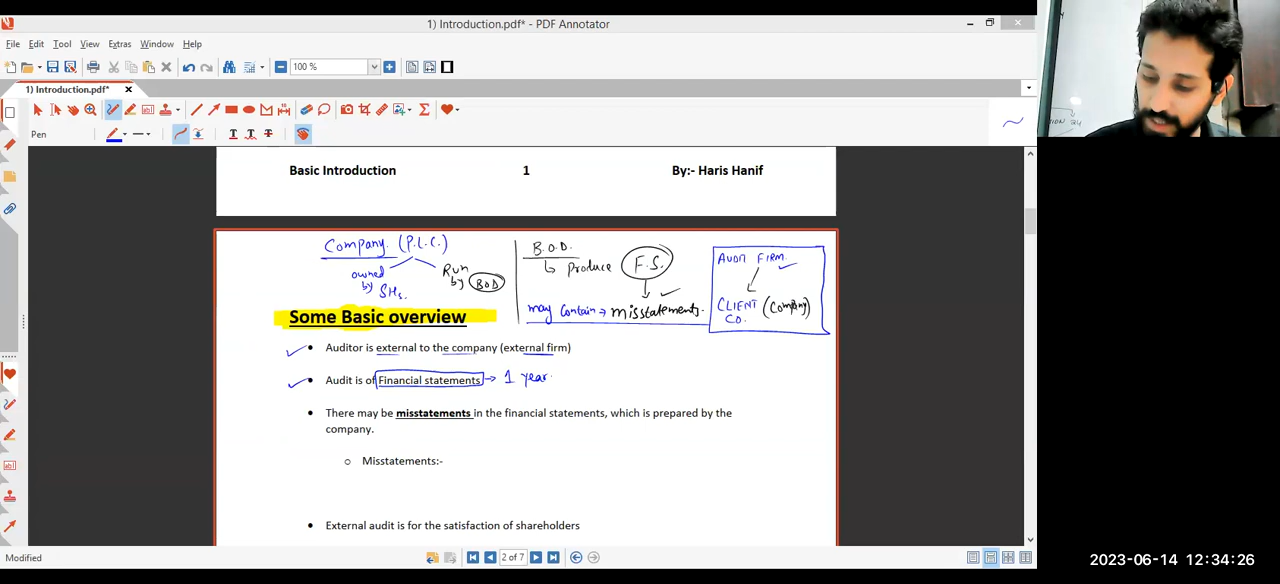 1) Introduction.pdf* - PDF Annotator
File Edit Tool View Extras Window Help
100 %
1) Introduction.pdf*
Pen
Basic Introduction 1 By:- Haris Hanif
Company. (P.L.C.)
owned by SHs.
Run by BOD
B.O.D.
↳ Produce F.S.
may contain → misstatements.
AUDIT FIRM.
CLIENT CO. (Company)
Some Basic overview
• Auditor is external to the company (external firm)
• Audit is of Financial statements → 1 year
• There may be misstatements in the financial statements, which is prepared by the
company.
o Misstatements:-
• External audit is for the satisfaction of shareholders
Modified
2 of 7
2023-06-14 12:34:26